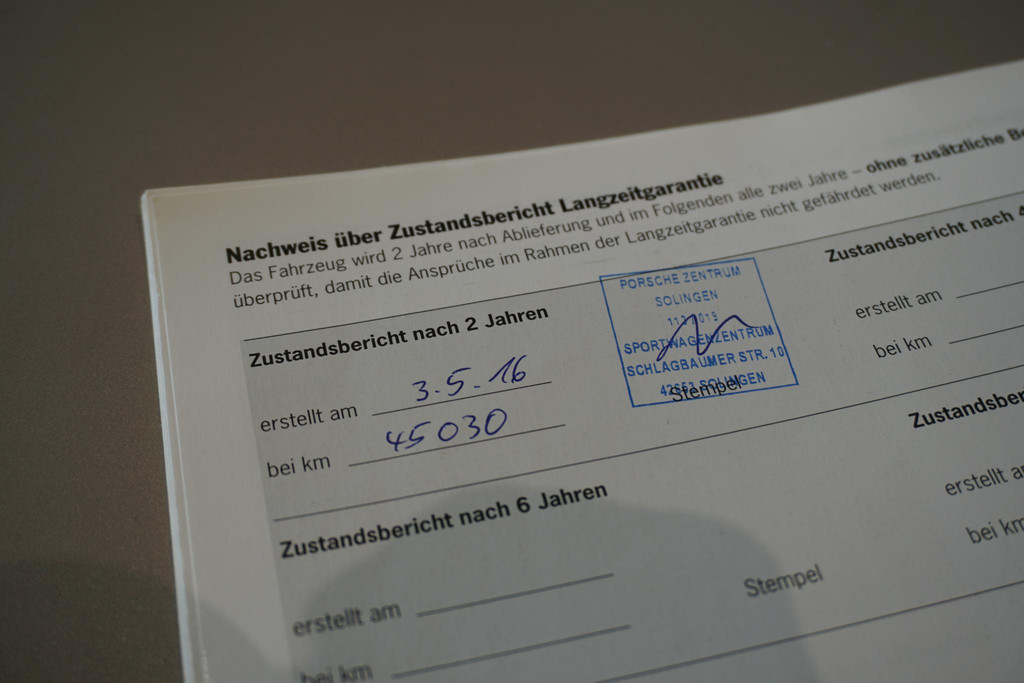 Nachweis über Zustandsbericht Langzeitgarantie
Das Fahrzeug wird 2 Jahre nach Ablieferung und im Folgenden alle zwei Jahre – ohne zusätzliche
überprüft, damit die Ansprüche im Rahmen der Langzeitgarantie nicht gefährdet werden.
Zustandsbericht nach 2 Jahren
erstellt am 3.5.16
bei km 45030
PORSCHE ZENTRUM
SOLINGEN
SPORTWAGENZENTRUM
SCHLAGBAUMER STR. 10
SOLINGEN
Stempel
Zustandsbericht nach 4
erstellt am
bei km
Zustandsbericht nach 6 Jahren
erstellt am
bei km
Stempel
erstellt
bei km